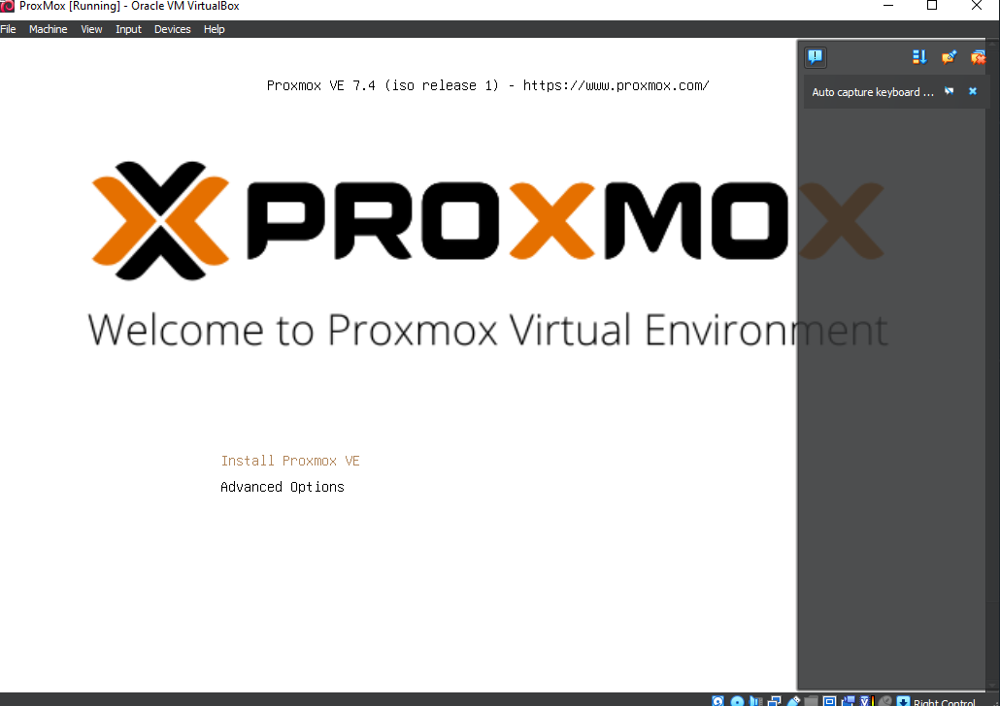 ProxMox [Running] - Oracle VM VirtualBox
File Machine View Input Devices Help
Auto capture keyboard ...
Proxmox VE 7.4 (iso release 1) - https://www.proxmox.com/
PROXMOX
Welcome to Proxmox Virtual Environment
Install Proxmox VE
Advanced Options
Right Control